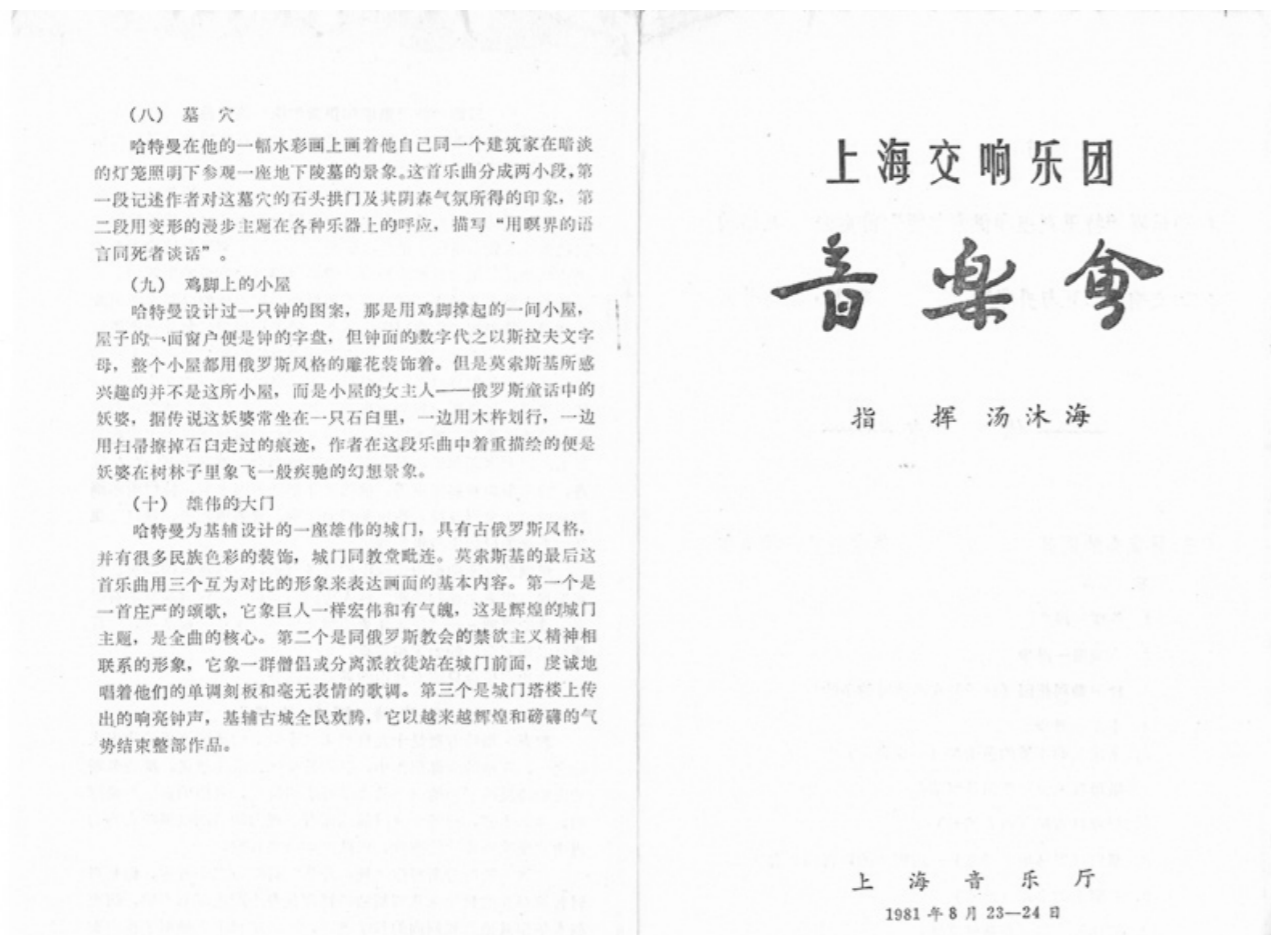 （八） 墓 穴
哈特曼在他的一幅水彩画上画着他自己同一个建筑家在暗淡
的灯笼照明下参观一座地下陵墓的景象。这首乐曲分成两小段，第
一段记述作者对这墓穴的石头拱门及其阴森气氛所得的印象，第
二段用变形的漫步主题在各种乐器上的呼应，描写“用暝界的语
言同死者谈话”。
（九） 鸡脚上的小屋
哈特曼设计过一只钟的图案，那是用鸡脚撑起的一间小屋，
屋子的一面窗户便是钟的字盘，但钟面的数字代之以斯拉夫文字
母，整个小屋都用俄罗斯风格的雕花装饰着。但是莫索斯基所感
兴趣的并不是这所小屋，而是小屋的女主人——俄罗斯童话中的
妖婆，据传说这妖婆常坐在一只石臼里，一边用木杵划行，一边
用扫帚擦掉石臼走过的痕迹，作者在这段乐曲中着重描绘的便是
妖婆在树林子里象飞一般疾驰的幻想景象。
（十） 雄伟的大门
哈特曼为基辅设计的一座雄伟的城门，具有古俄罗斯风格，
并有很多民族色彩的装饰，城门同教堂毗连。莫索斯基的最后这
首乐曲用三个互为对比的形象来表达画面的基本内容。第一个是
一首庄严的颂歌，它象巨人一样宏伟和有气魄，这是辉煌的城门
主题，是全曲的核心。第二个是同俄罗斯教会的禁欲主义精神相
联系的形象，它象一群僧侣或分离派教徒站在城门前面，虔诚地
唱着他们的单调刻板和毫无表情的歌调。第三个是城门塔楼上传
出的响亮钟声，基辅古城全民欢腾，它以越来越辉煌和磅礴的气
势结束整部作品。
上海交响乐团
音樂會
指 挥 汤沐海
上海音乐厅
1981年8月23—24日